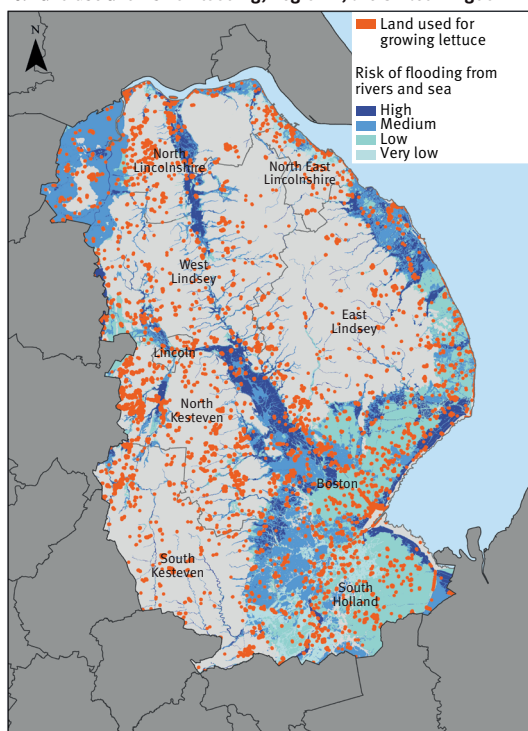 N
Land used for
growing lettuce
Risk of flooding from
rivers and sea
High
Medium
Low
Very low
North
Lincolnshire
North East
Lincolnshire
West
Lindsey
East
Lindsey
Lincoln
North
Kesteven
Boston
South
Kesteven
South
Holland